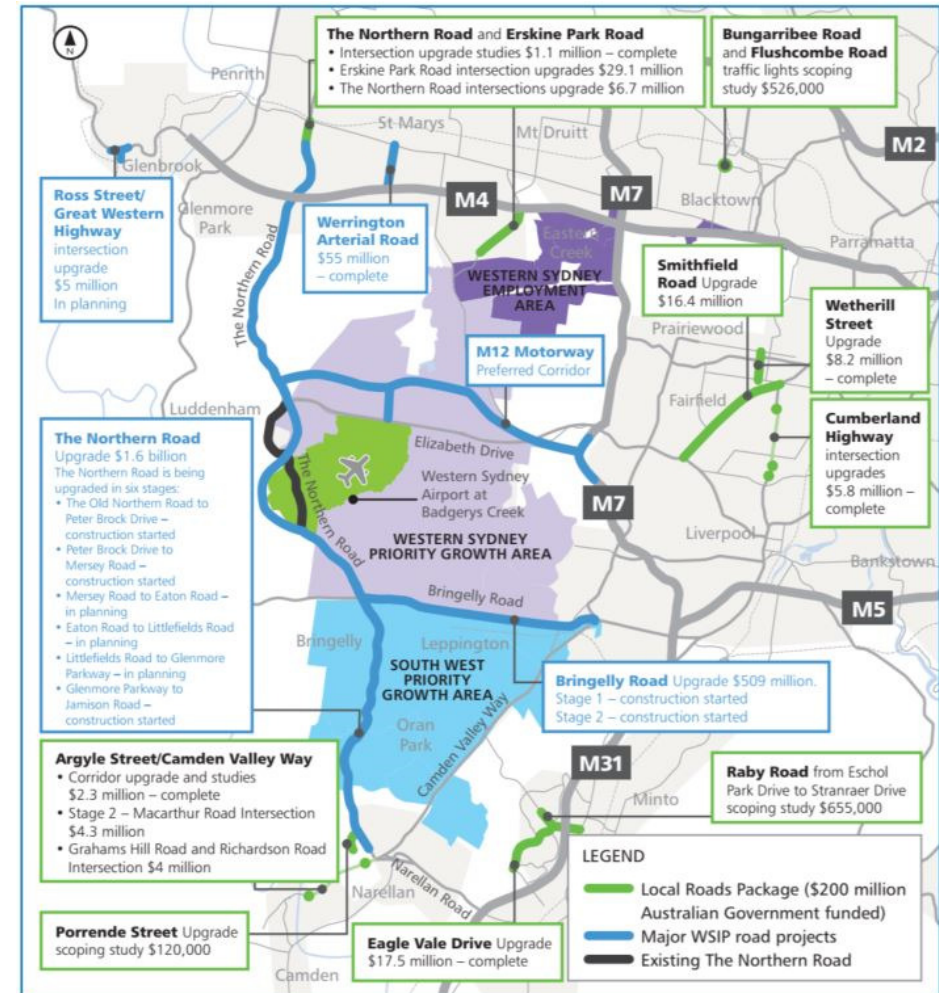 The Northern Road and Erskine Park Road
• Intersection upgrade studies $1.1 million – complete
• Erskine Park Road intersection upgrades $29.1 million
• The Northern Road intersections upgrade $6.7 million
Bungarribee Road
and Flushcombe Road
traffic lights scoping
study $526,000
N
Penrith
St Marys
Mt Druitt
M2
Glenbrook
Ross Street/
Great Western
Highway
intersection
upgrade
$5 million
In planning
Glenmore
Park
Werrington
Arterial Road
$55 million
– complete
M4
M7
Blacktown
Parramatta
Eastern
Creek
WESTERN SYDNEY
EMPLOYMENT
AREA
Smithfield
Road Upgrade
$16.4 million
The Northern Road
Prairiewood
Wetherill
Street
Upgrade
$8.2 million
– complete
M12 Motorway
Preferred Corridor
Fairfield
Luddenham
Cumberland
Highway
intersection
upgrades
$5.8 million –
complete
The Northern Road
Upgrade $1.6 billion
The Northern Road is being
upgraded in six stages:
• The Old Northern Road to
Peter Brock Drive –
construction started
• Peter Brock Drive to
Mersey Road –
construction started
• Mersey Road to Eaton Road –
in planning
• Eaton Road to Littlefields Road
– in planning
• Littlefields Road to Glenmore
Parkway – in planning
• Glenmore Parkway to
Jamison Road –
construction started
Elizabeth Drive
The Northern Road
Western Sydney
Airport at
Badgerys Creek
M7
Liverpool
WESTERN SYDNEY
PRIORITY GROWTH AREA
Bankstown
Bringelly Road
M5
Bringelly
Leppington
SOUTH WEST
PRIORITY
GROWTH AREA
Bringelly Road Upgrade $509 million.
Stage 1 – construction started
Stage 2 – construction started
Oran
Park
Camden Valley Way
Argyle Street/Camden Valley Way
• Corridor upgrade and studies
$2.3 million – complete
• Stage 2 – Macarthur Road Intersection
$4.3 million
• Grahams Hill Road and Richardson Road
Intersection $4 million
M31
Minto
Raby Road from Eschol
Park Drive to Stranraer Drive
scoping study $655,000
Narellan Road
Narellan
Porrende Street Upgrade
scoping study $120,000
Camden
Eagle Vale Drive Upgrade
$17.5 million – complete
LEGEND
Local Roads Package ($200 million
Australian Government funded)
Major WSIP road projects
Existing The Northern Road